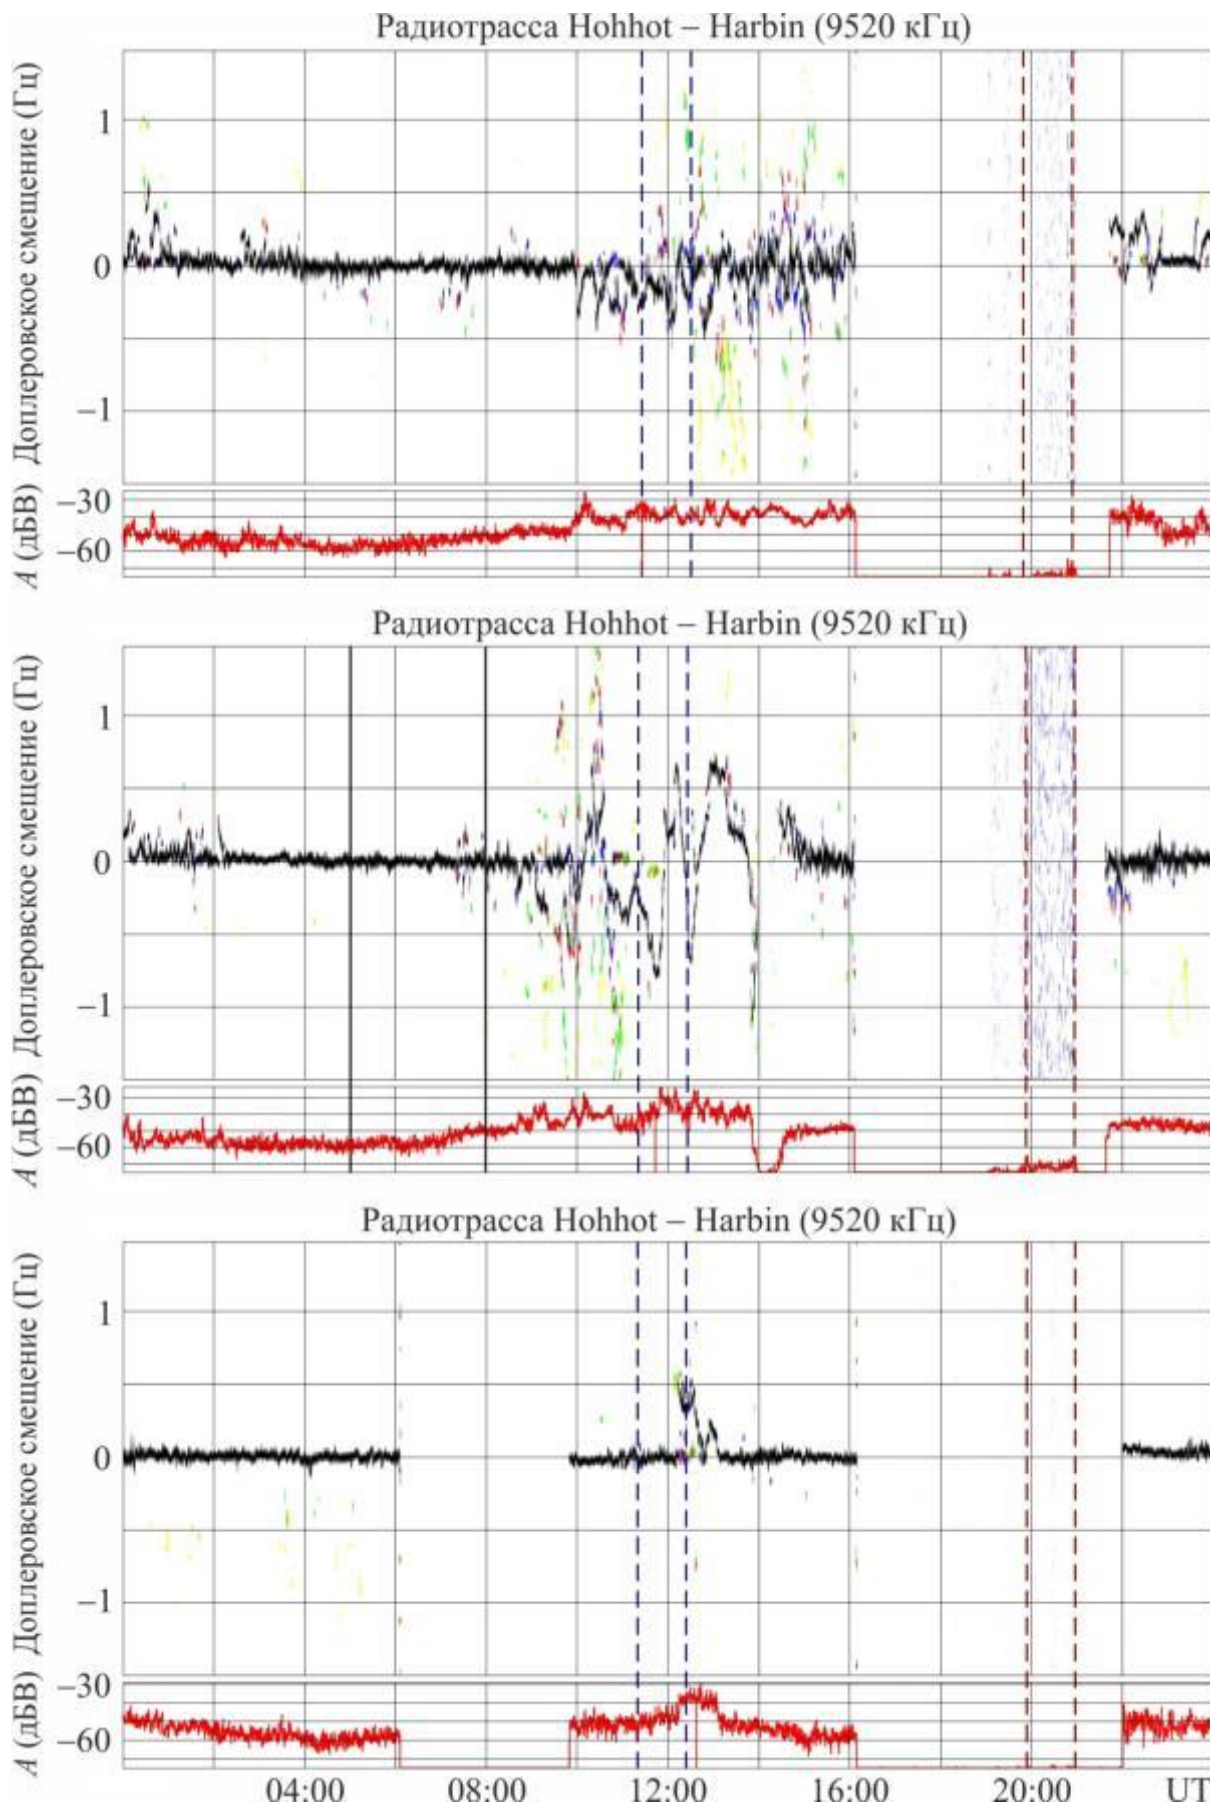 Радиотрасса Hohhot – Harbin (9520 кГц)
Доплеровское смещение (Гц)
1
0
–1
A (дБВ)
–30
–60
Радиотрасса Hohhot – Harbin (9520 кГц)
Доплеровское смещение (Гц)
1
0
–1
A (дБВ)
–30
–60
Радиотрасса Hohhot – Harbin (9520 кГц)
Доплеровское смещение (Гц)
1
0
–1
A (дБВ)
–30
–60
04:00 08:00 12:00 16:00 20:00 UT